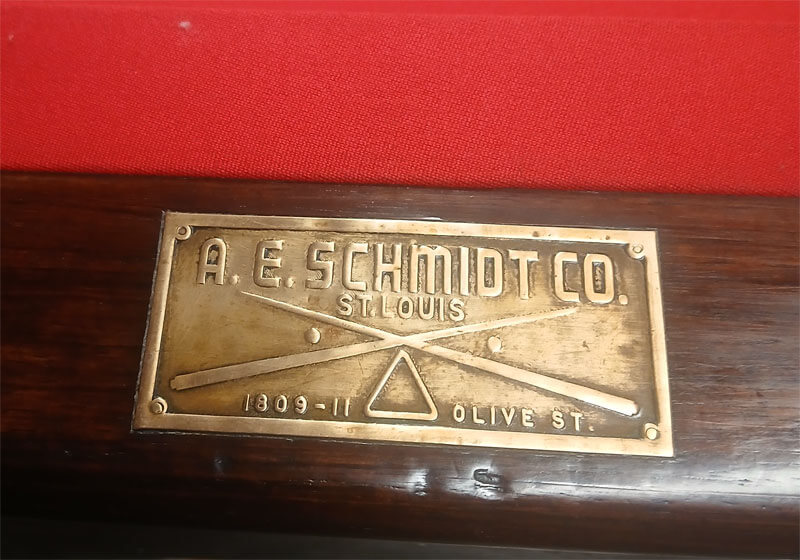 A. E. SCHMIDT CO.
ST. LOUIS
1809-11 OLIVE ST.